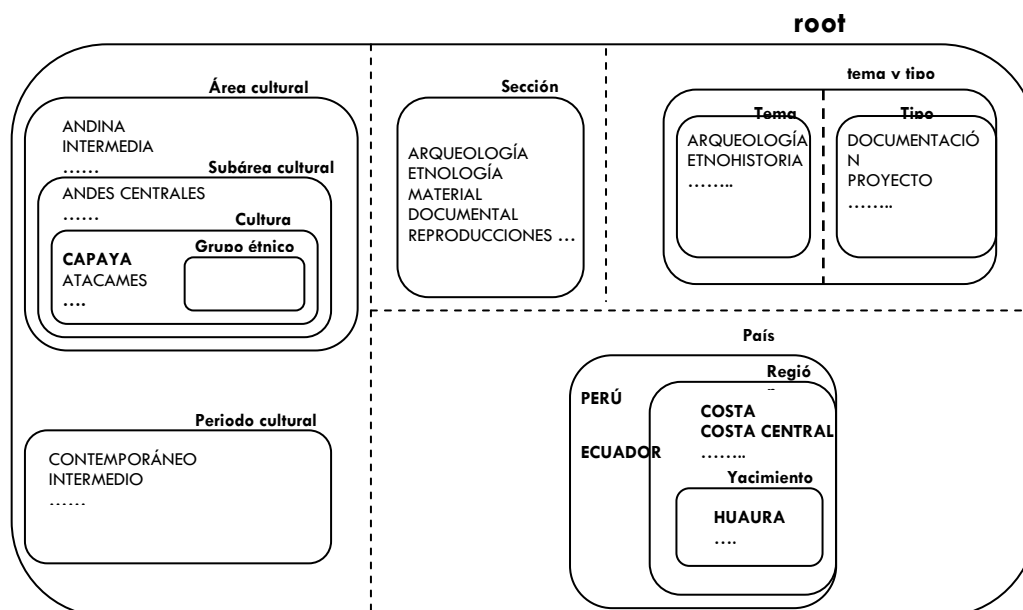 root
Área cultural
ANDINA
INTERMEDIA
……
Subárea cultural
ANDES CENTRALES
……
Cultura
Grupo étnico
CAPAYA
ATACAMES
….
Periodo cultural
CONTEMPORÁNEO
INTERMEDIO
……
Sección
ARQUEOLOGÍA
ETNOLOGÍA
MATERIAL
DOCUMENTAL
REPRODUCCIONES …
tema y tipo
Tema
ARQUEOLOGÍA
ETNOHISTORIA
……..
Tipo
DOCUMENTACIÓ
N
PROYECTO
……..
País
PERÚ
ECUADOR
Regió
COSTA
COSTA CENTRAL
……..
Yacimiento
HUAURA
….